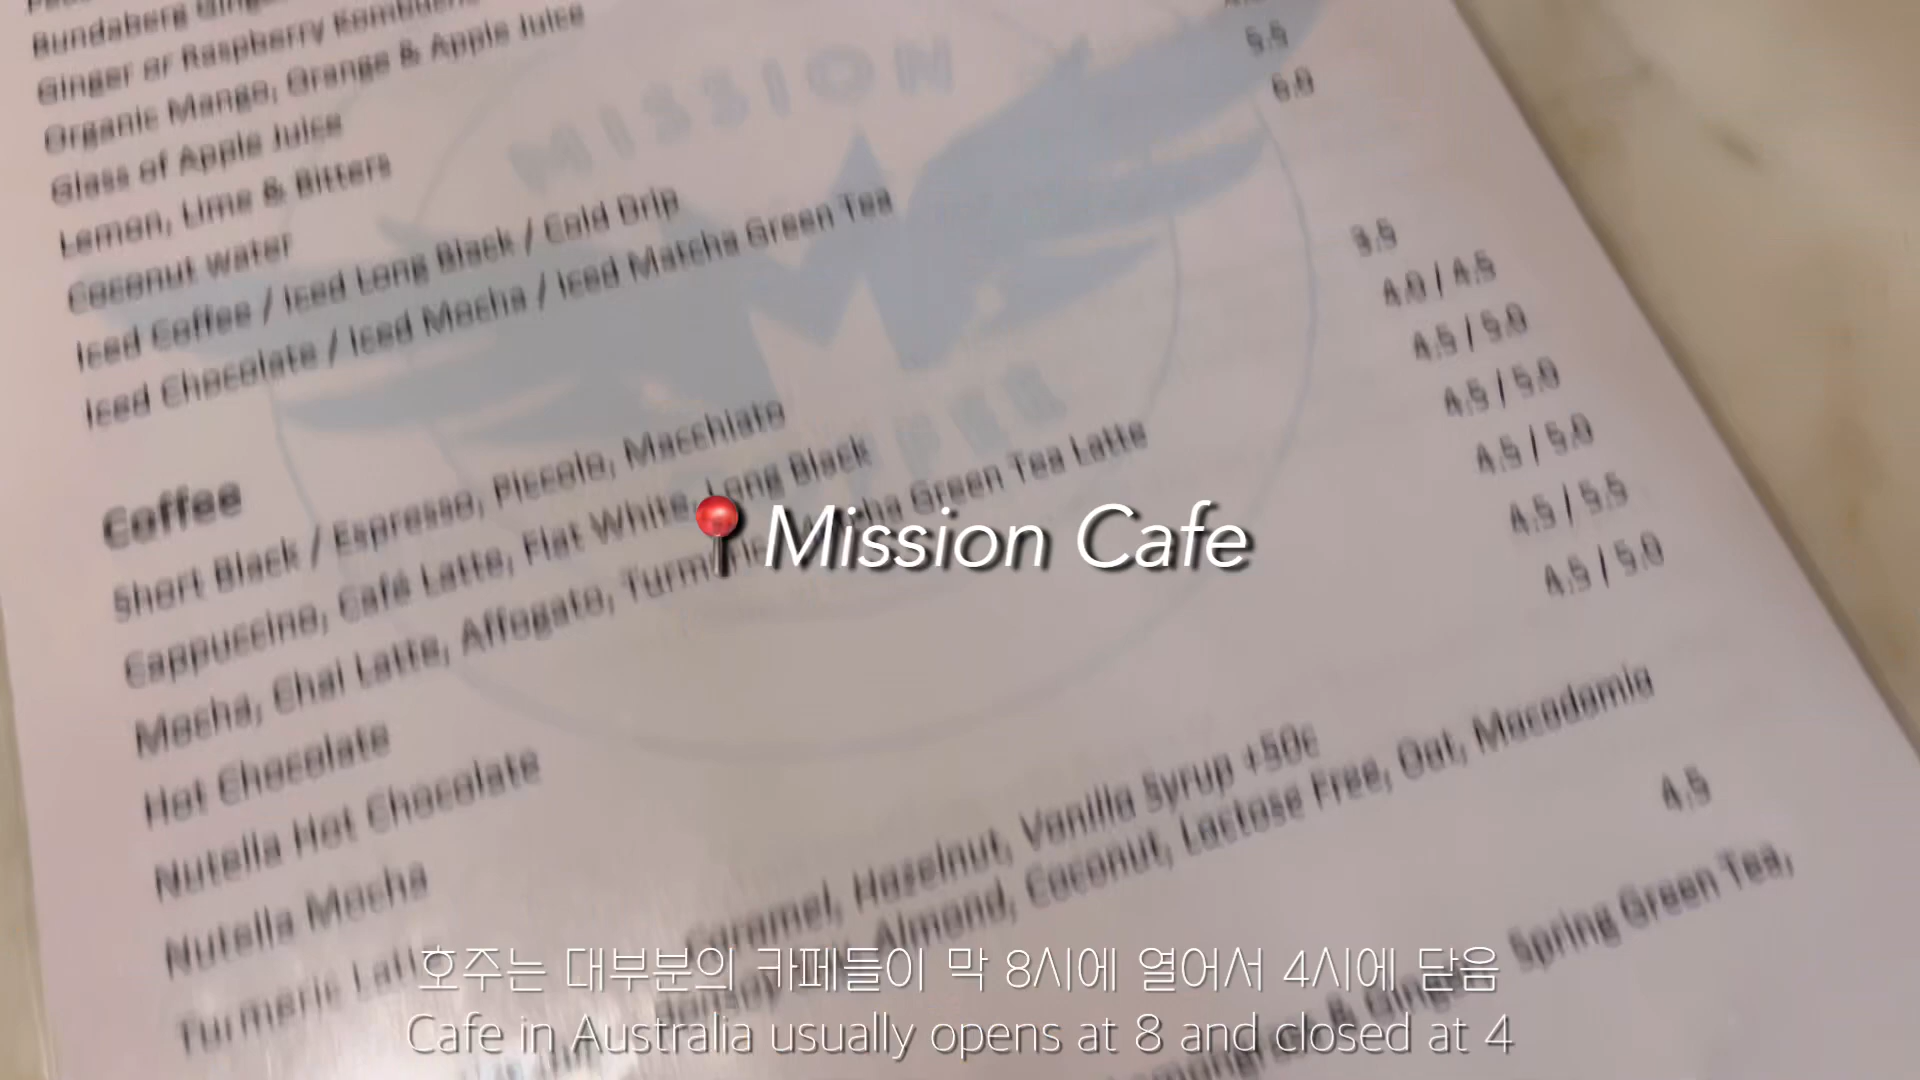 Bundaberg Ginger
Ginger or Raspberry Kombucha
Organic Mango, Orange & Apple Juice
Glass of Apple Juice
Lemon, Lime & Bitters
Coconut Water
Iced Coffee / Iced Long Black / Cold Drip
Iced Chocolate / Iced Mocha / Iced Matcha Green Tea
5.5
6.0
MISSION
Coffee
Short Black / Espresso, Piccolo, Macchiato
3.5
Cappuccino, Café Latte, Flat White, Long Black
4.0 / 4.5
Mocha, Chai Latte, Affogato, Turmeric Green Tea Latte
4.5 / 5.0
Hot Chocolate
4.5 / 5.0
Nutella Hot Chocolate
4.5 / 5.0
Nutella Mocha
4.5 / 5.5
Turmeric Latte
4.5 / 5.0
Caramel, Hazelnut, Vanilla Syrup +50c
Almond, Coconut, Lactose Free, Oat, Macadamia
4.5
& Ginger Spring Green Tea,
📍Mission Cafe
호주는 대부분의 카페들이 막 8시에 열어서 4시에 닫음
Cafe in Australia usually opens at 8 and closed at 4